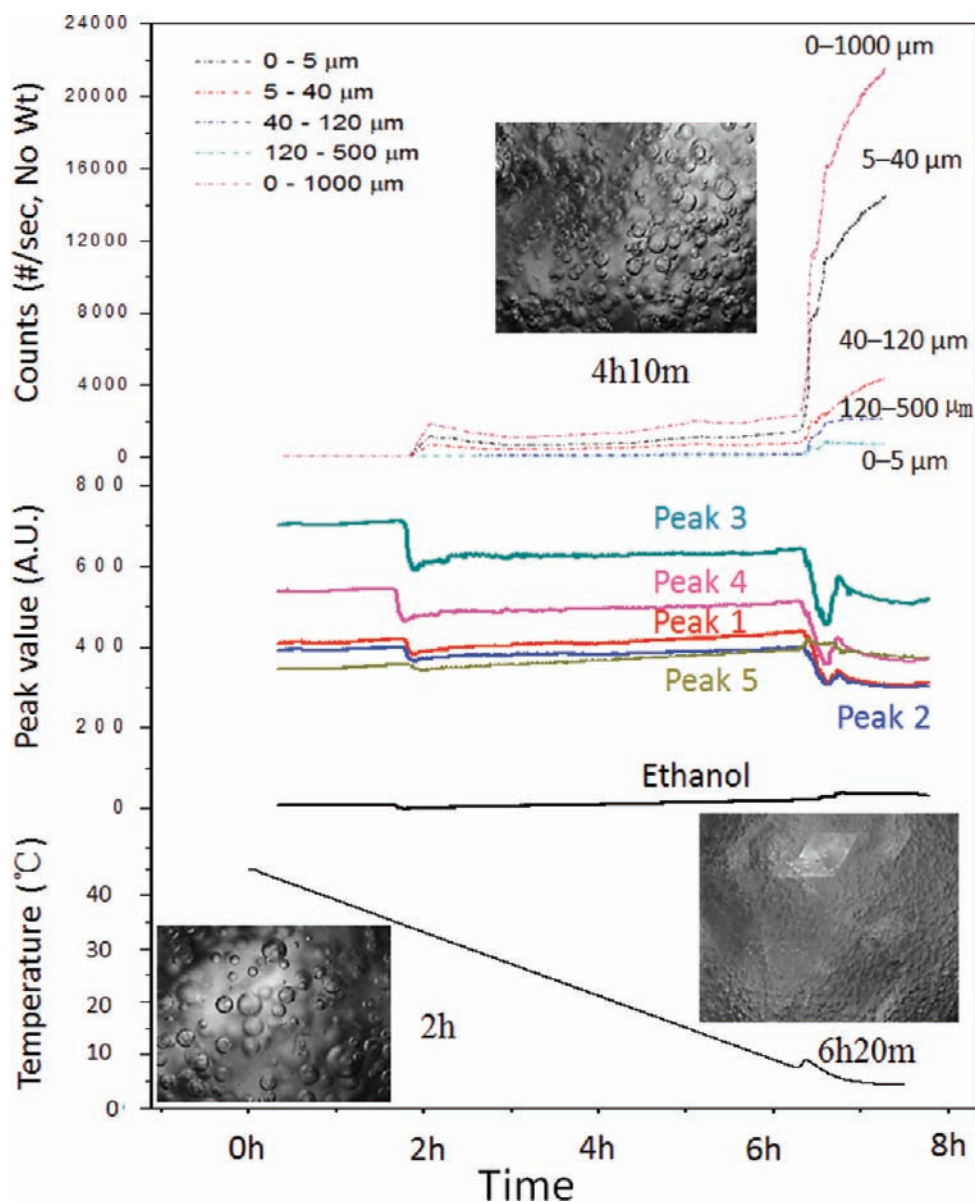 24000
20000
16000
12000
8000
4000
0
Counts (#/sec, No Wt)
0 - 5 μm
5 - 40 μm
40 - 120 μm
120 - 500 μm
0 - 1000 μm
0–1000 μm
5–40 μm
40–120 μm
120–500 μm
0–5 μm
4h10m
800
600
400
200
0
Peak value (A.U.)
Peak 3
Peak 4
Peak 1
Peak 5
Peak 2
Ethanol
40
30
20
10
0
Temperature (℃)
2h
6h20m
0h
2h
4h
6h
8h
Time